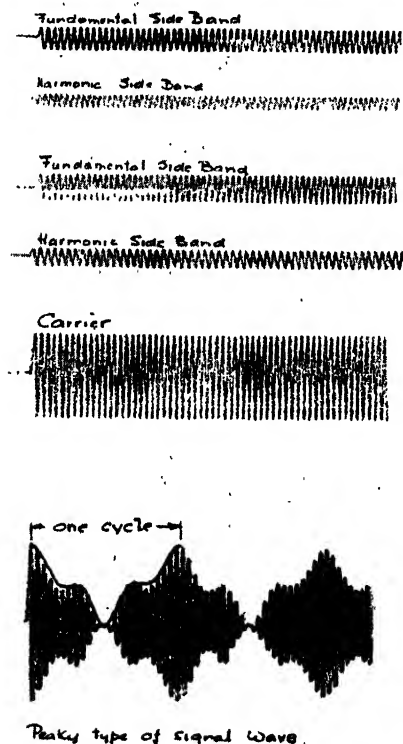 Fundamental Side Band
Harmonic Side Band
Fundamental Side Band
Harmonic Side Band
Carrier
one cycle
Peaky type of signal wave.